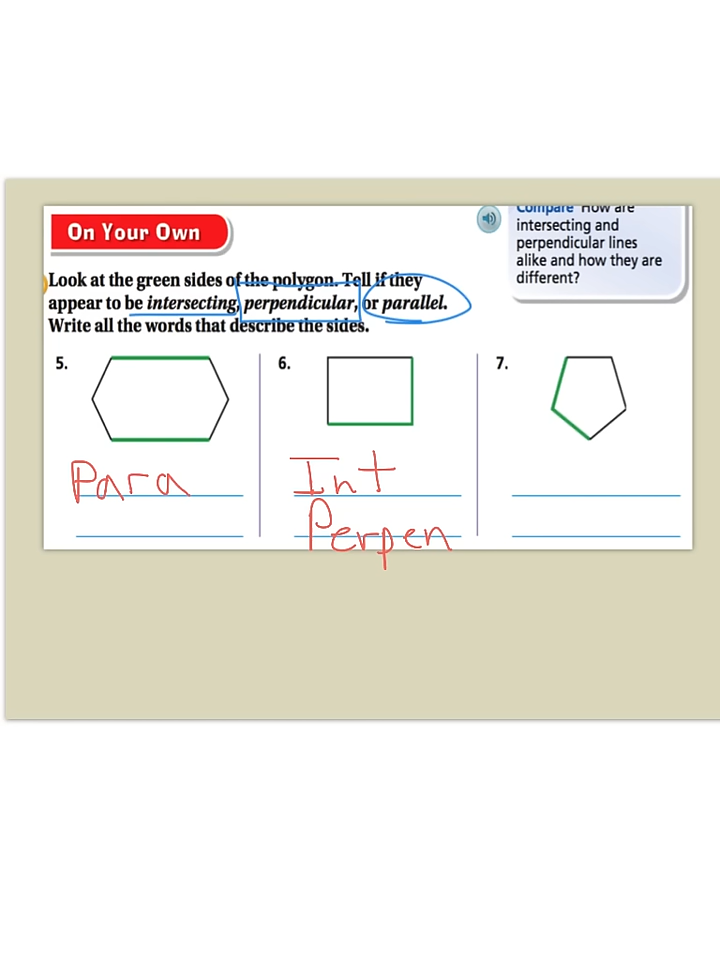 On Your Own
Compare How are
intersecting and
perpendicular lines
alike and how they are
different?
Look at the green sides of the polygon. Tell if they
appear to be intersecting, perpendicular, or parallel.
Write all the words that describe the sides.
5.
6.
7.
Para
Int
Perpen